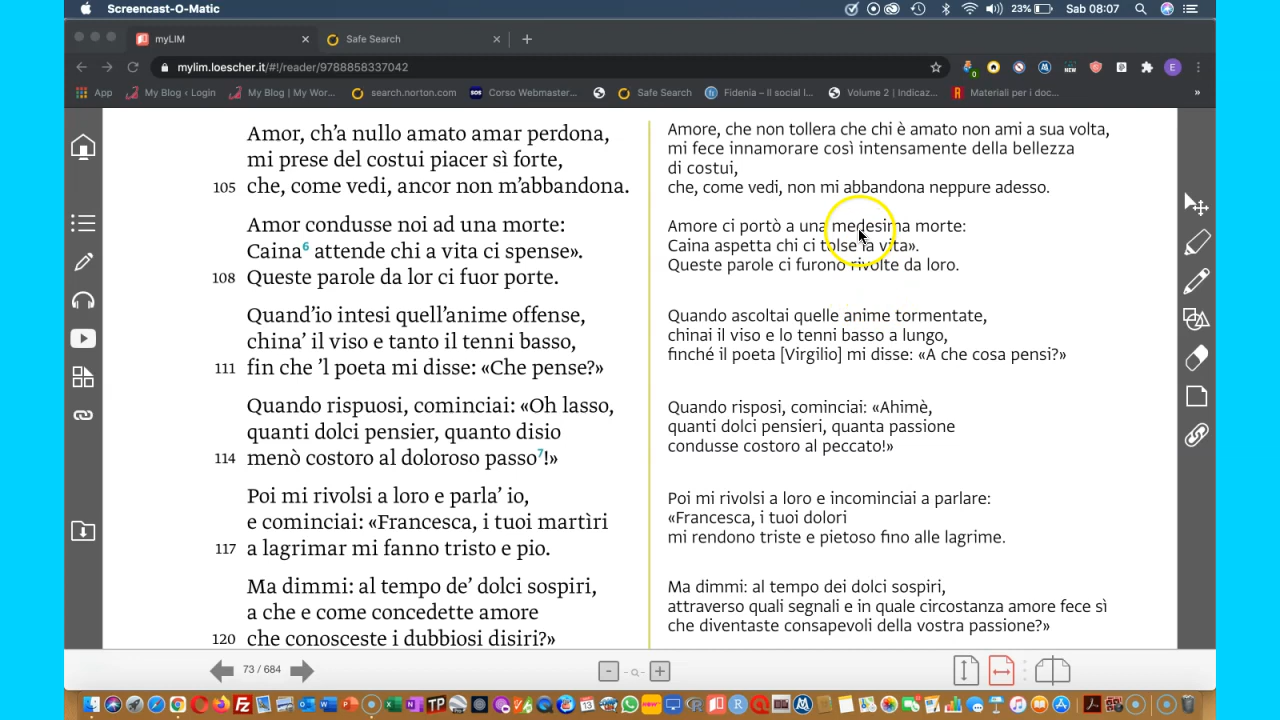 Screencast-O-Matic
23%
Sab 08:07
myLIM
Safe Search
mylim.loescher.it/#!/reader/9788858337042
E
App
My Blog ‹ Login
My Blog | My Wor...
search.norton.com
Corso Webmaster...
Safe Search
Fidenia – Il social l...
Volume 2 | Indicaz...
Materiali per i doc...
»
Amor, ch’a nullo amato amar perdona,
mi prese del costui piacer sì forte,
105 che, come vedi, ancor non m’abbandona.
Amor condusse noi ad una morte:
Caina6 attende chi a vita ci spense».
108 Queste parole da lor ci fuor porte.
Quand’io intesi quell’anime offense,
china’ il viso e tanto il tenni basso,
111 fin che ’l poeta mi disse: «Che pense?»
Quando rispuosi, cominciai: «Oh lasso,
quanti dolci pensier, quanto disio
114 menò costoro al doloroso passo7!»
Poi mi rivolsi a loro e parla’ io,
e cominciai: «Francesca, i tuoi martìri
117 a lagrimar mi fanno tristo e pio.
Ma dimmi: al tempo de’ dolci sospiri,
a che e come concedette amore
120 che conosceste i dubbiosi disiri?»
Amore, che non tollera che chi è amato non ami a sua volta,
mi fece innamorare così intensamente della bellezza
di costui,
che, come vedi, non mi abbandona neppure adesso.
Amore ci portò a una medesima morte:
Caina aspetta chi ci tolse la vita».
Queste parole ci furono rivolte da loro.
Quando ascoltai quelle anime tormentate,
chinai il viso e lo tenni basso a lungo,
finché il poeta [Virgilio] mi disse: «A che cosa pensi?»
Quando risposi, cominciai: «Ahimè,
quanti dolci pensieri, quanta passione
condusse costoro al peccato!»
Poi mi rivolsi a loro e incominciai a parlare:
«Francesca, i tuoi dolori
mi rendono triste e pietoso fino alle lagrime.
Ma dimmi: al tempo dei dolci sospiri,
attraverso quali segnali e in quale circostanza amore fece sì
che diventaste consapevoli della vostra passione?»
73 / 684